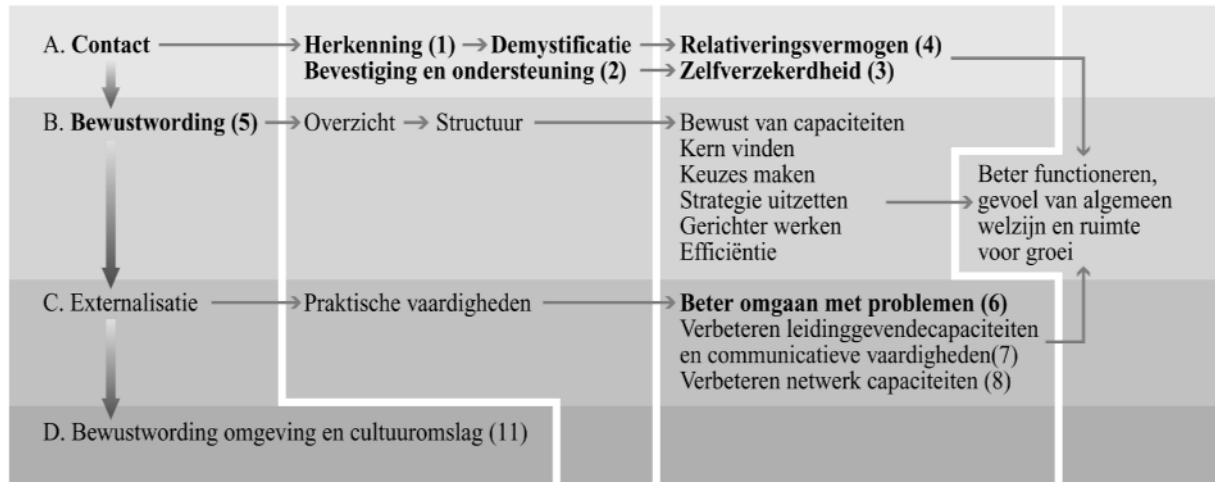 A. Contact
Herkenning (1)
Demystificatie
Relativeringsvermogen (4)
Bevestiging en ondersteuning (2)
Zelfverzekerdheid (3)
B. Bewustwording (5)
Overzicht
Structuur
Bewust van capaciteiten
Kern vinden
Keuzes maken
Strategie uitzetten
Gerichter werken
Efficiëntie
Beter functioneren,
gevoel van algemeen
welzijn en ruimte
voor groei
C. Externalisatie
Praktische vaardigheden
Beter omgaan met problemen (6)
Verbeteren leidinggevendecapaciteiten
en communicatieve vaardigheden(7)
Verbeteren netwerk capaciteiten (8)
D. Bewustwording omgeving en cultuuromslag (11)